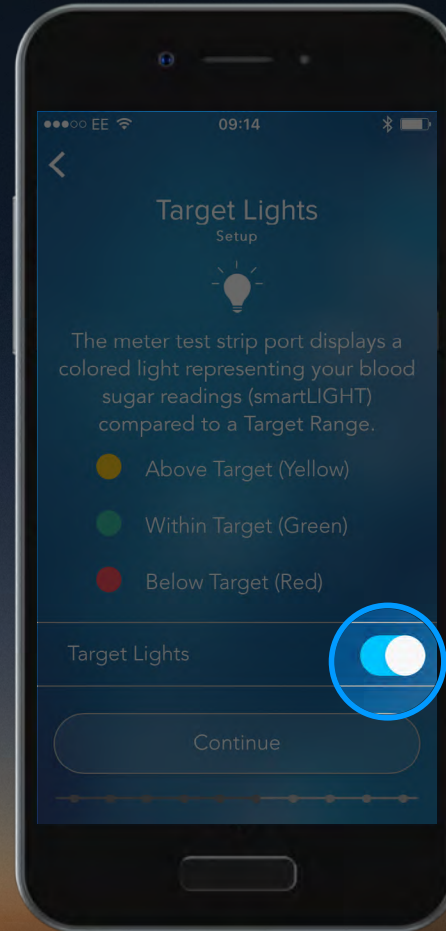 EE 09:14
Target Lights
Setup
The meter test strip port displays a
colored light representing your blood
sugar readings (smartLIGHT)
compared to a Target Range.
Above Target (Yellow)
Within Target (Green)
Below Target (Red)
Target Lights
Continue